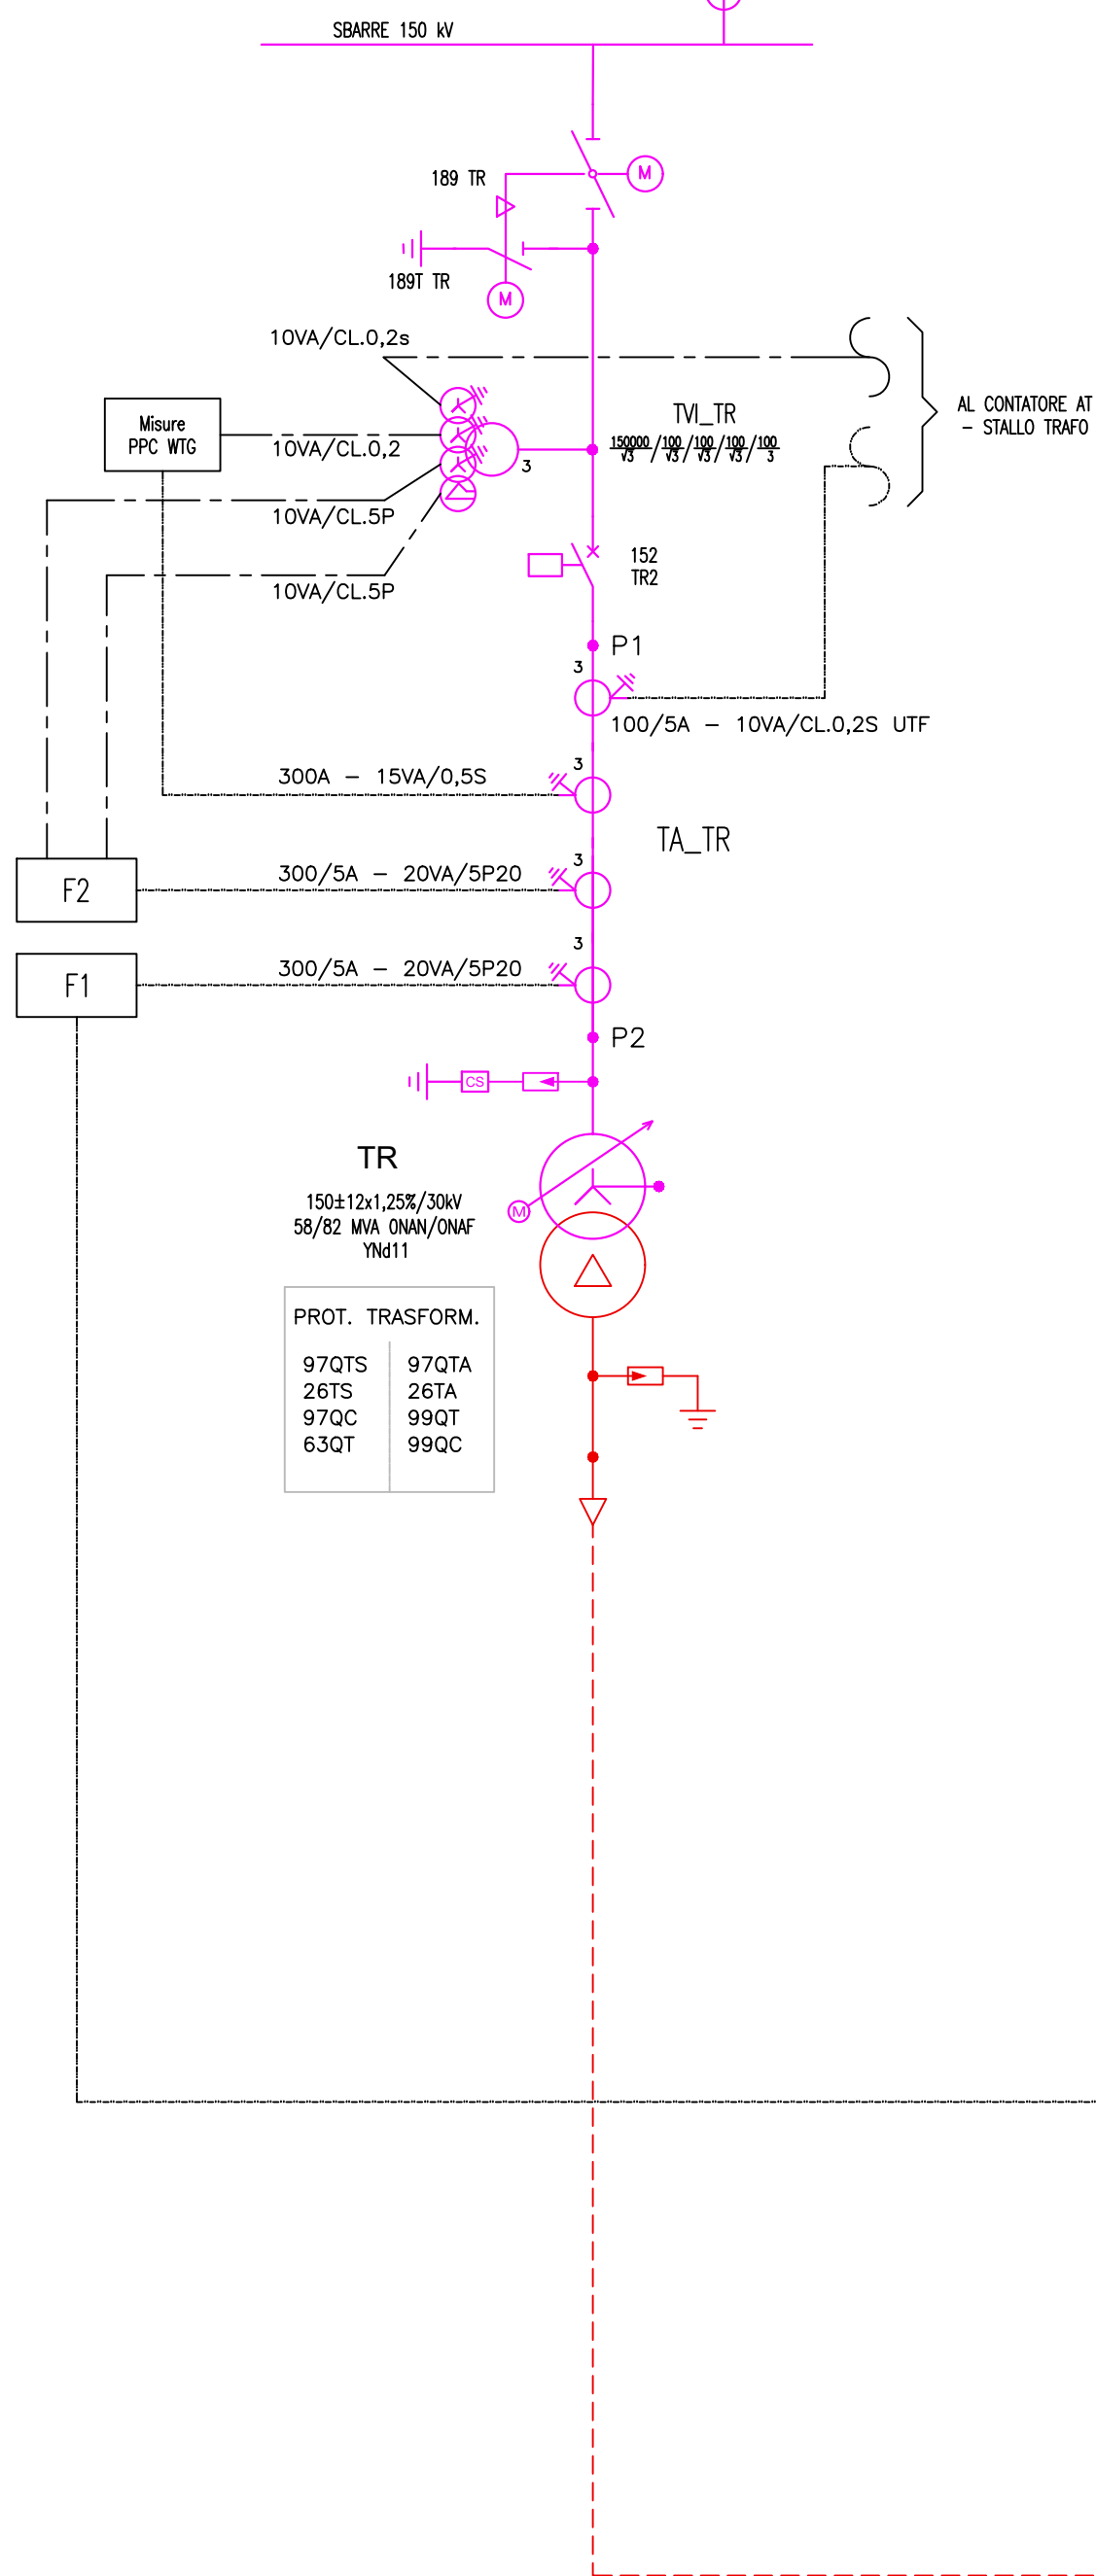 SBARRE 150 kV
M
189 TR
189T TR
M
10VA/CL.0,2s
AL CONTATORE AT
- STALLO TRAFO
Misure
PPC WTG
10VA/CL.0,2
3
TVI_TR
150000/√3 / 100/√3 / 100/√3 / 100/√3 / 100/3
10VA/CL.5P
10VA/CL.5P
152
TR2
P1
3
100/5A - 10VA/CL.0,2S UTF
3
300A - 15VA/0,5S
TA_TR
3
300/5A - 20VA/5P20
F2
3
300/5A - 20VA/5P20
F1
P2
CS
TR
150±12x1,25%/30kV
58/82 MVA ONAN/ONAF
YNd11
M
PROT. TRASFORM.
97QTS 97QTA
26TS 26TA
97QC 99QT
63QT 99QC